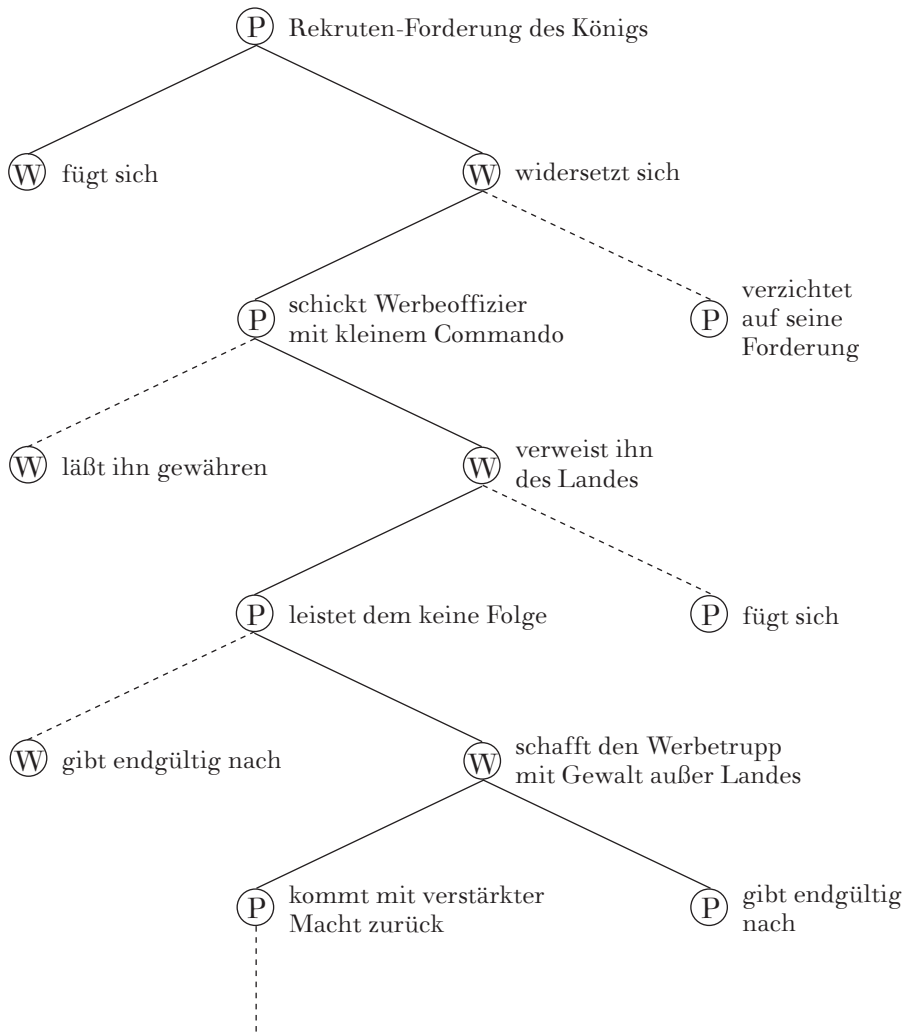 P Rekruten-Forderung des Königs
W fügt sich
W widersetzt sich
P schickt Werbeoffizier
mit kleinem Commando
P verzichtet
auf seine
Forderung
W läßt ihn gewähren
W verweist ihn
des Landes
P leistet dem keine Folge
P fügt sich
W gibt endgültig nach
W schafft den Werbetrupp
mit Gewalt außer Landes
P kommt mit verstärkter
Macht zurück
P gibt endgültig
nach